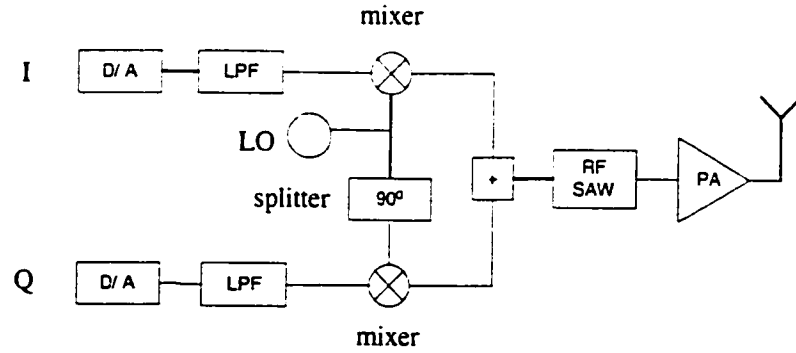 mixer
I
D/ A
LPF
LO
splitter
90º
+
RF
SAW
PA
Q
D/ A
LPF
mixer